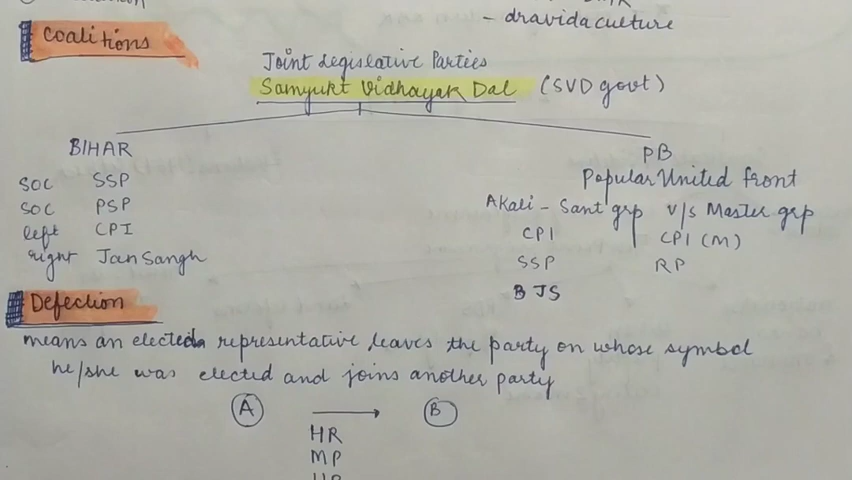 - dravida culture
Coalitions
Joint Legislative Parties
Samyukt Vidhayak Dal (SVD govt)
BIHAR
SOC SSP
SOC PSP
left CPI
right Jan Sangh
PB
Popular United front
Akali - Sant grp v/s Master grp
CPI | CPI (M)
SSP RP
BJS
Defection
means an elected representative leaves the party on whose symbol
he/she was elected and joins another party
A → B
HR
MP